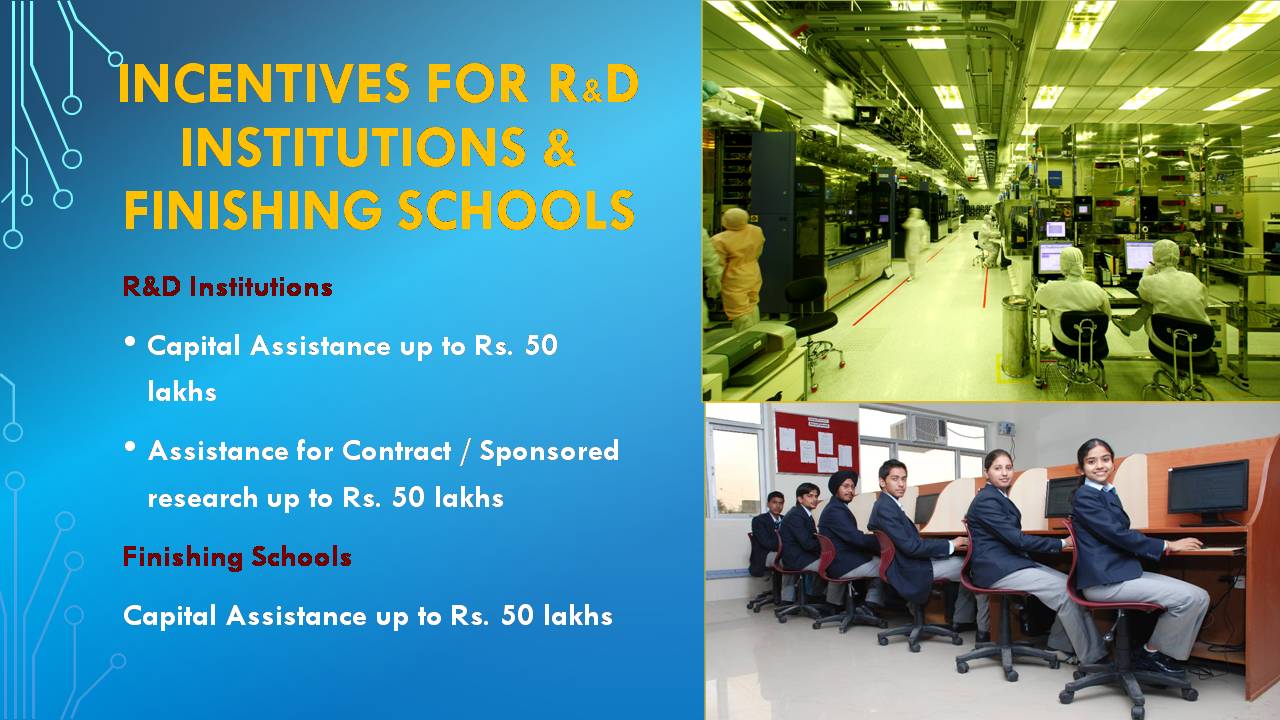 INCENTIVES FOR R&D
INSTITUTIONS &
FINISHING SCHOOLS
R&D Institutions
• Capital Assistance up to Rs. 50
lakhs
• Assistance for Contract / Sponsored
research up to Rs. 50 lakhs
Finishing Schools
Capital Assistance up to Rs. 50 lakhs